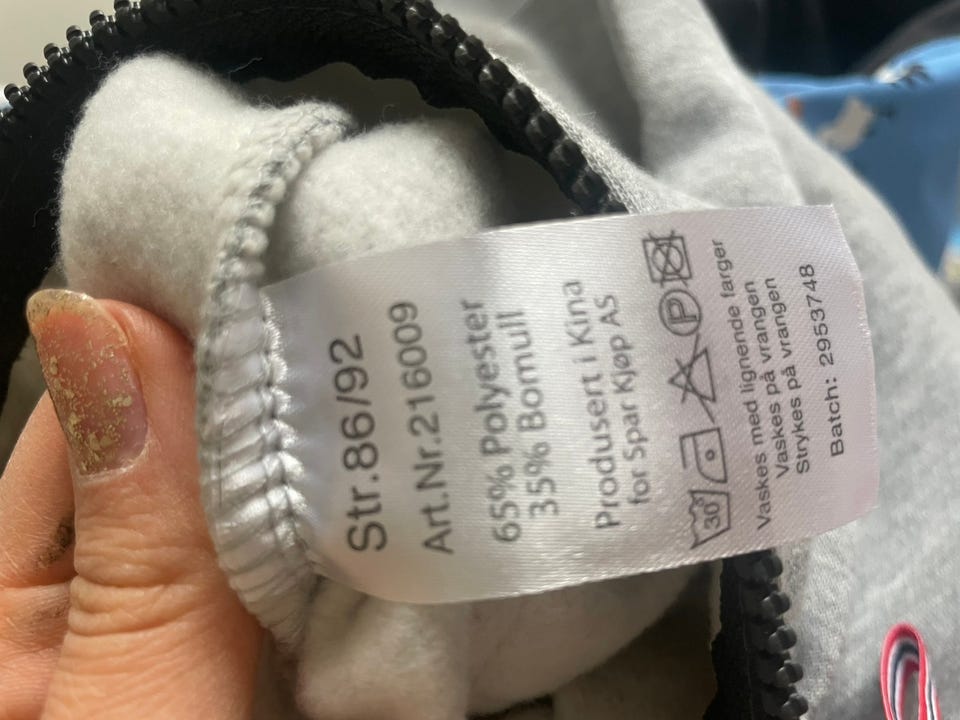 Str.86/92
Art.Nr.216009
65% Polyester
35% Bomull
Produsert i Kina
for Spar Kjøp AS
30° P
Vaskes med lignende farger
Vaskes på vrangen
Strykes på vrangen
Batch: 2953748